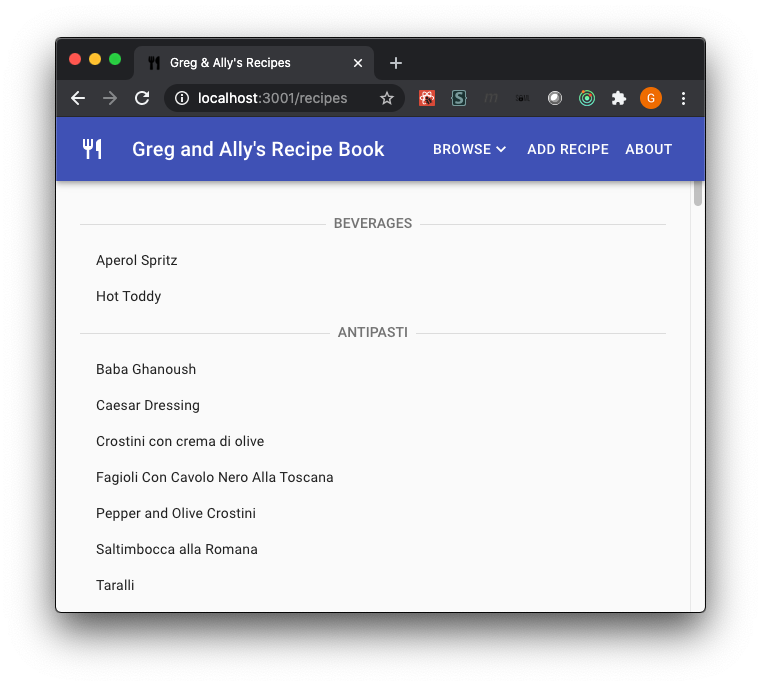 Greg & Ally's Recipes
localhost:3001/recipes
G
Greg and Ally's Recipe Book
BROWSE
ADD RECIPE
ABOUT
BEVERAGES
Aperol Spritz
Hot Toddy
ANTIPASTI
Baba Ghanoush
Caesar Dressing
Crostini con crema di olive
Fagioli Con Cavolo Nero Alla Toscana
Pepper and Olive Crostini
Saltimbocca alla Romana
Taralli